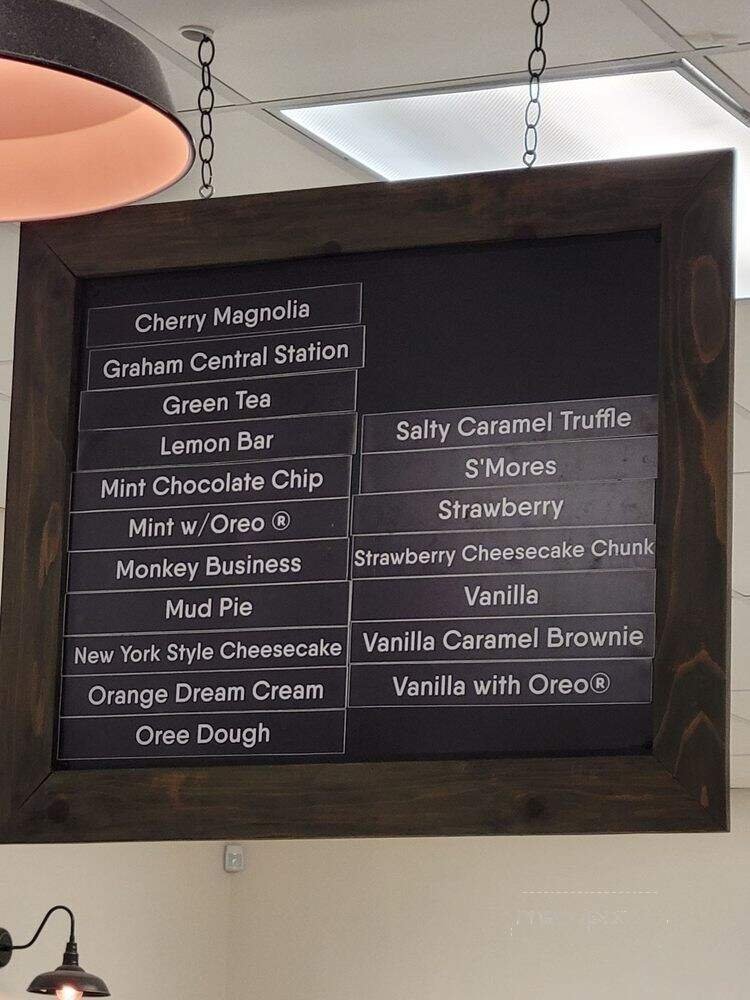 Cherry Magnolia
Graham Central Station
Green Tea
Lemon Bar
Mint Chocolate Chip
Mint w/Oreo ®
Monkey Business
Mud Pie
New York Style Cheesecake
Orange Dream Cream
Oree Dough
Salty Caramel Truffle
S'Mores
Strawberry
Strawberry Cheesecake Chunk
Vanilla
Vanilla Caramel Brownie
Vanilla with Oreo®